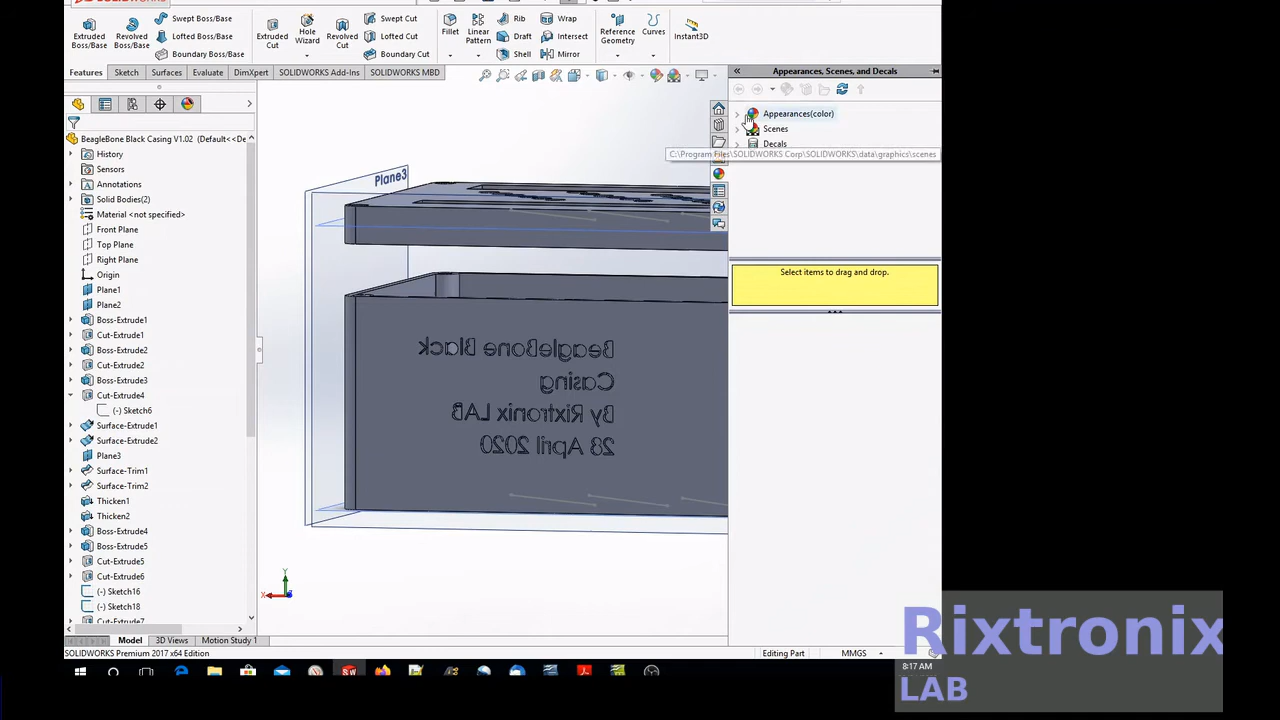 SOLIDWORKS
Extruded Boss/Base
Revolved Boss/Base
Swept Boss/Base
Lofted Boss/Base
Boundary Boss/Base
Extruded Cut
Hole Wizard
Revolved Cut
Swept Cut
Lofted Cut
Boundary Cut
Fillet
Linear Pattern
Rib
Draft
Shell
Wrap
Intersect
Mirror
Reference Geometry
Curves
Instant3D
Features
Sketch
Surfaces
Evaluate
DimXpert
SOLIDWORKS Add-Ins
SOLIDWORKS MBD
Appearances, Scenes, and Decals
BeagleBone Black Casing V1.02 (Default<<De
History
Sensors
Annotations
Solid Bodies(2)
Material <not specified>
Front Plane
Top Plane
Right Plane
Origin
Plane1
Plane2
Boss-Extrude1
Cut-Extrude1
Boss-Extrude2
Cut-Extrude2
Boss-Extrude3
Cut-Extrude4
(-) Sketch6
Surface-Extrude1
Surface-Extrude2
Plane3
Surface-Trim1
Surface-Trim2
Thicken1
Thicken2
Boss-Extrude4
Boss-Extrude5
Cut-Extrude5
Cut-Extrude6
(-) Sketch16
(-) Sketch18
Cut-Extrude7
Plane3
BeagleBone Black
Casing
By Rixtronix LAB
28 April 2020
Y
X
Appearances(color)
Scenes
Decals
C:\Program Files\SOLIDWORKS Corp\SOLIDWORKS\data\graphics\scenes
Select items to drag and drop.
Model
3D Views
Motion Study 1
SOLIDWORKS Premium 2017 x64 Edition
Editing Part
MMGS
8:17 AM
Rixtronix
LAB